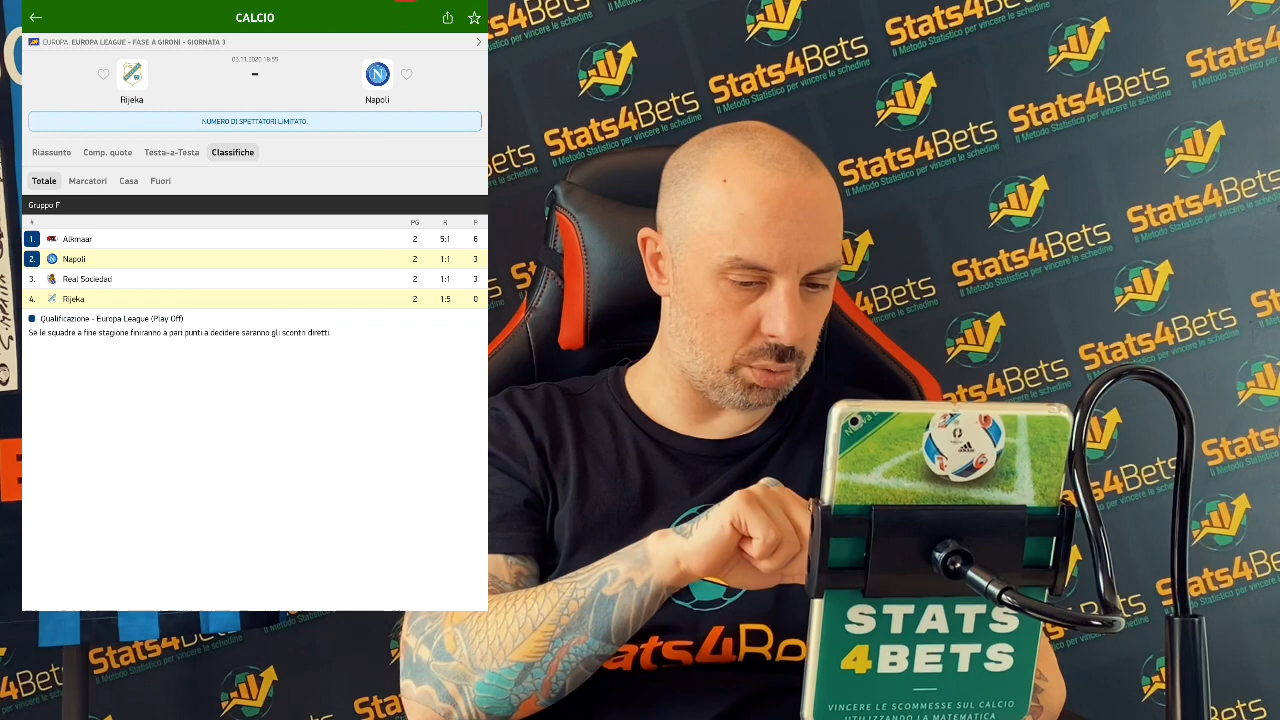 CALCIO
EUROPA: EUROPA LEAGUE - FASE A GIRONI - GIORNATA 3
05.11.2020 18:55
-
Rijeka
Napoli
NUMERO DI SPETTATORI LIMITATO.
Riassunto Comp. quote Testa-a-Testa Classifiche
Totale Marcatori Casa Fuori
Gruppo F
# PG R P
1. Alkmaar 2 5:1 6
2. Napoli 2 1:1 3
3. Real Sociedad 2 1:1 3
4. Rijeka 2 1:5 0
Qualificazione - Europa League (Play Off)
Se le squadre a fine stagione finiranno a pari punti a decidere saranno gli scontri diretti.
Stats4Bets
Il Metodo Statistico per vincere le schedine
STATS
4BETS
VINCERE LE SCOMMESSE SUL CALCIO
UTILIZZANDO LA MATEMATICA